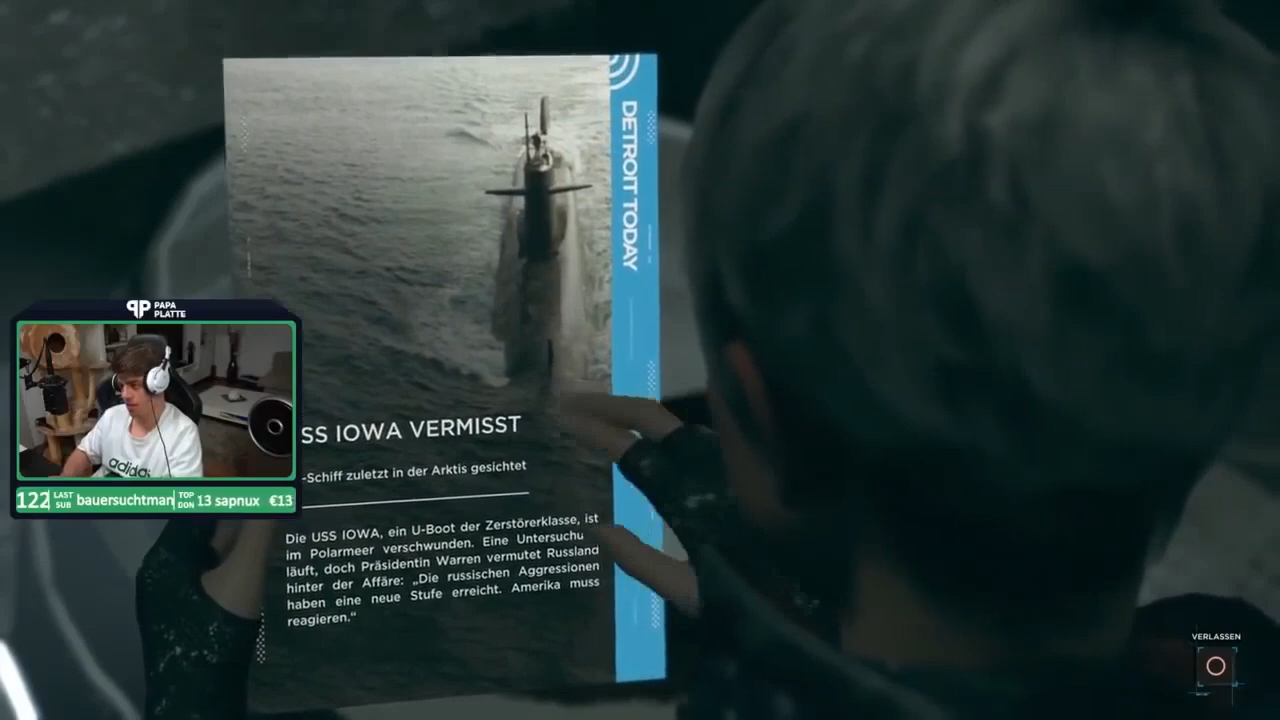 DETROIT TODAY
PAPA
PLATTE
SS IOWA VERMISST
-Schiff zuletzt in der Arktis gesichtet
122 LAST SUB bauersuchtman TOP DON 13 sapnux €13
Die USS IOWA, ein U-Boot der Zerstörerklasse, ist
im Polarmeer verschwunden. Eine Untersuchu
läuft, doch Präsidentin Warren vermutet Russland
hinter der Affäre: „Die russischen Aggressionen
haben eine neue Stufe erreicht. Amerika muss
reagieren.“
VERLASSEN